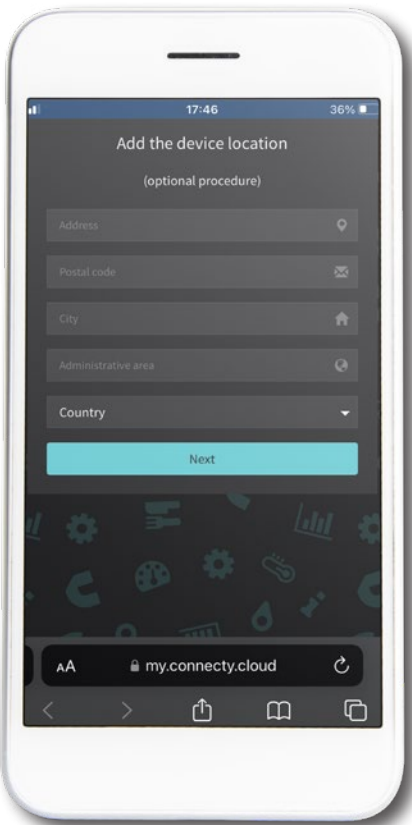 17:46
36%
Add the device location
(optional procedure)
Address
Postal code
City
Administrative area
Country
Next
AA
my.connecty.cloud